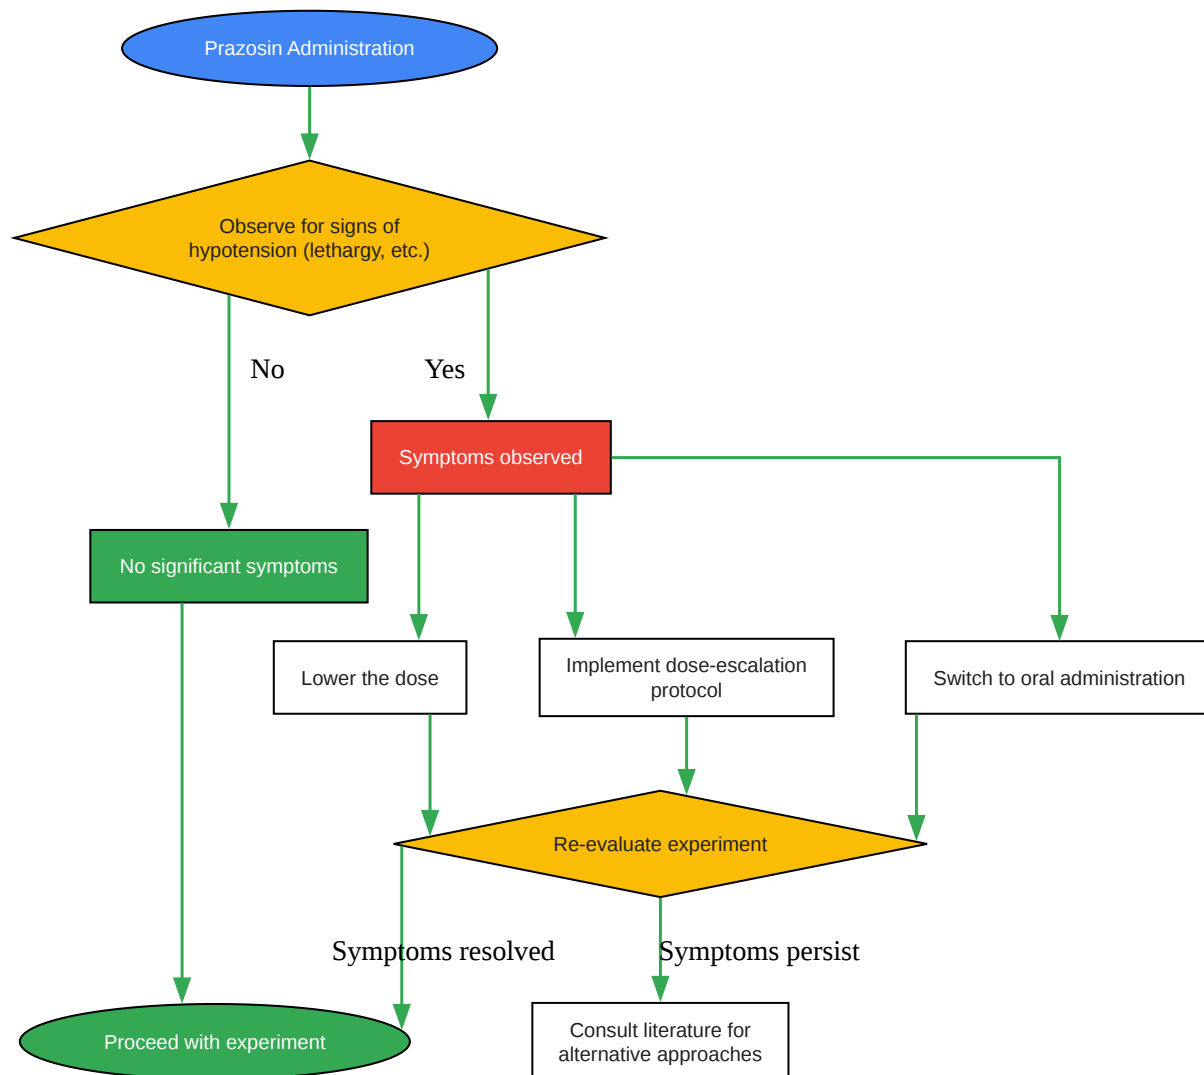 Prazosin Administration
Observe for signs of
hypotension (lethargy, etc.)
No
Yes
Symptoms observed
No significant symptoms
Lower the dose
Implement dose-escalation
protocol
Switch to oral administration
Re-evaluate experiment
Symptoms resolved
Symptoms persist
Proceed with experiment
Consult literature for
alternative approaches